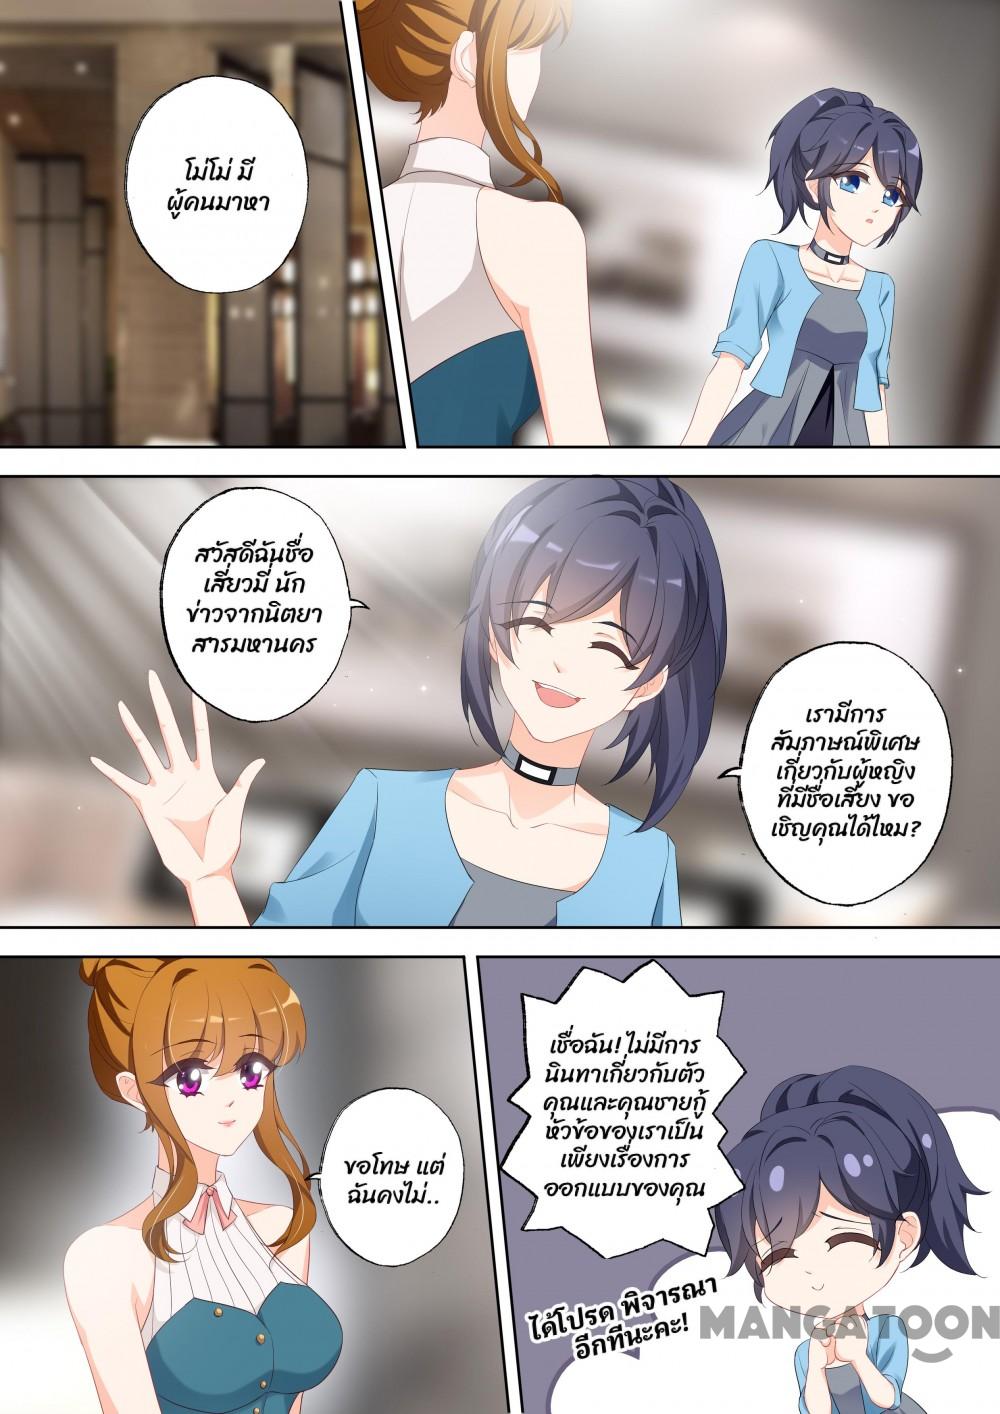 โม่โม่ มี
ผู้คนมาหา
สวัสดีฉันชื่อ
เสี่ยวมี่ นัก
ข่าวจากนิตยา
สารมหานคร
เรามีการ
สัมภาษณ์พิเศษ
เกี่ยวกับผู้หญิง
ที่มีชื่อเสียง ขอ
เชิญคุณได้ไหม?
ขอโทษ แต่
ฉันคงไม่..
เชื่อฉัน! ไม่มีการ
นินทาเกี่ยวกับตัว
คุณและคุณชายกู้
หัวข้อของเราเป็น
เพียงเรื่องการ
ออกแบบของคุณ
ได้โปรด พิจารณา
อีกทีนะคะ!
MANGATOON